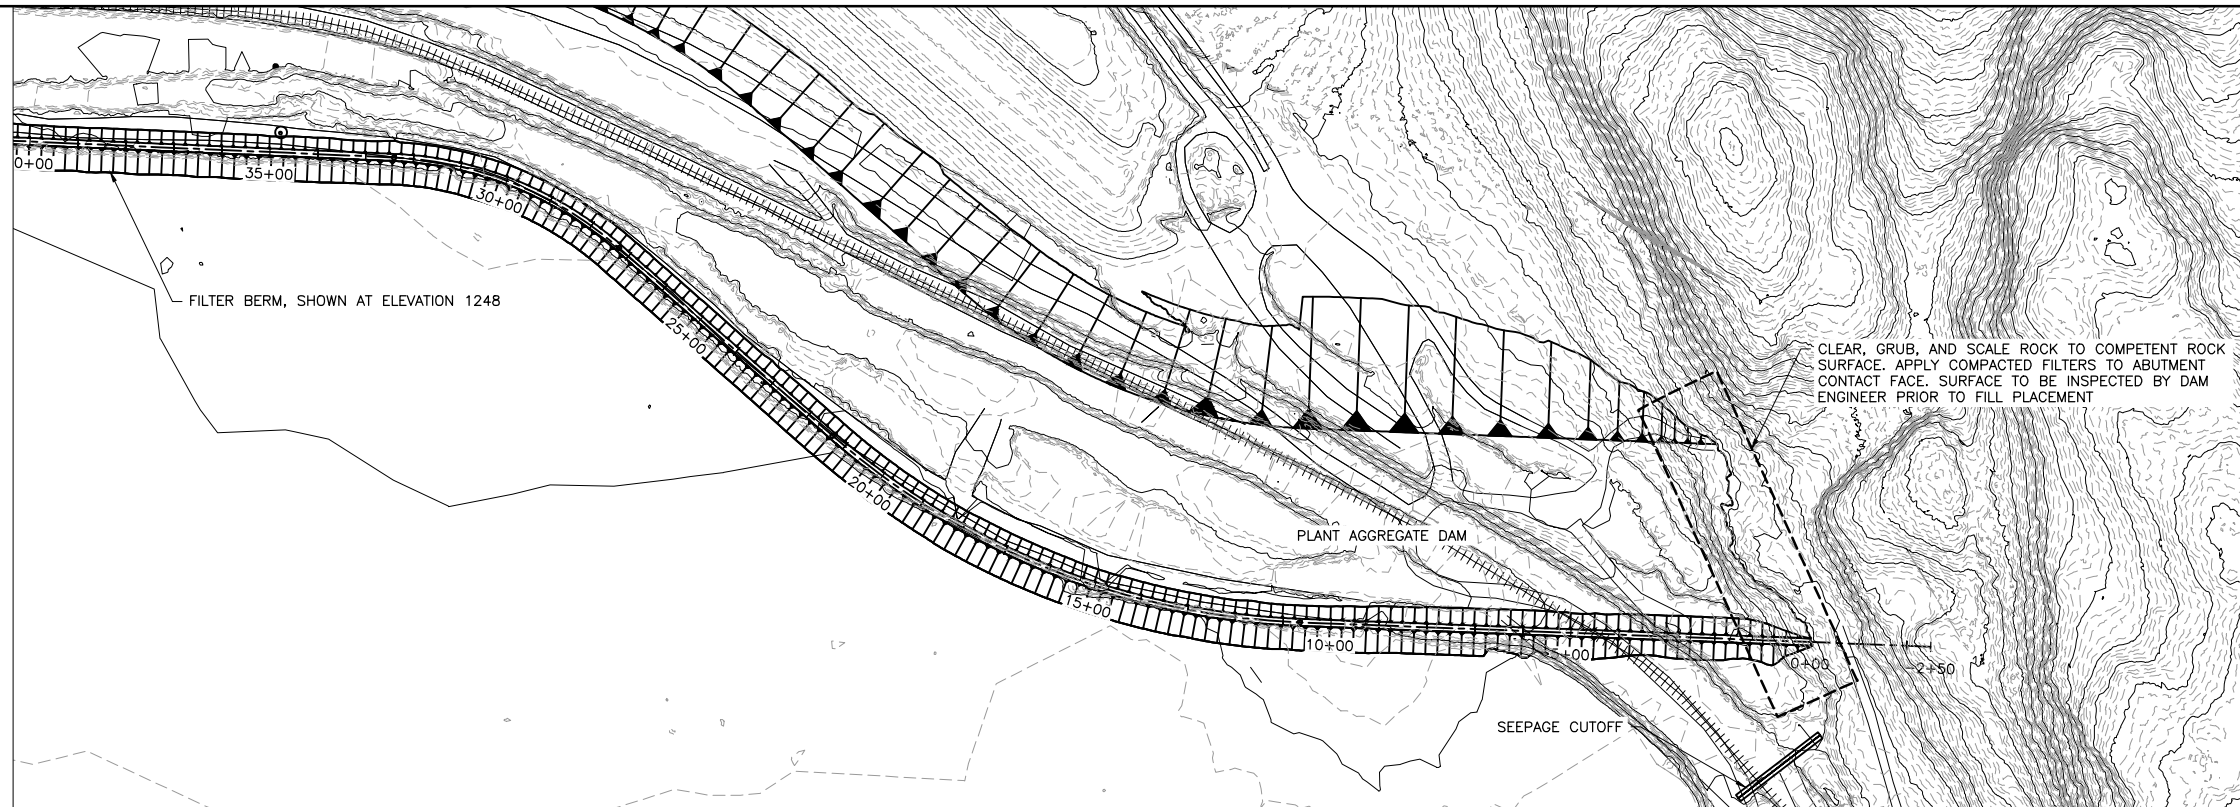 0+00
35+00
30+00
FILTER BERM, SHOWN AT ELEVATION 1248
25+00
CLEAR, GRUB, AND SCALE ROCK TO COMPETENT ROCK
SURFACE. APPLY COMPACTED FILTERS TO ABUTMENT
CONTACT FACE. SURFACE TO BE INSPECTED BY DAM
ENGINEER PRIOR TO FILL PLACEMENT
20+00
PLANT AGGREGATE DAM
15+00
10+00
+00
0+00
-2+50
SEEPAGE CUTOFF